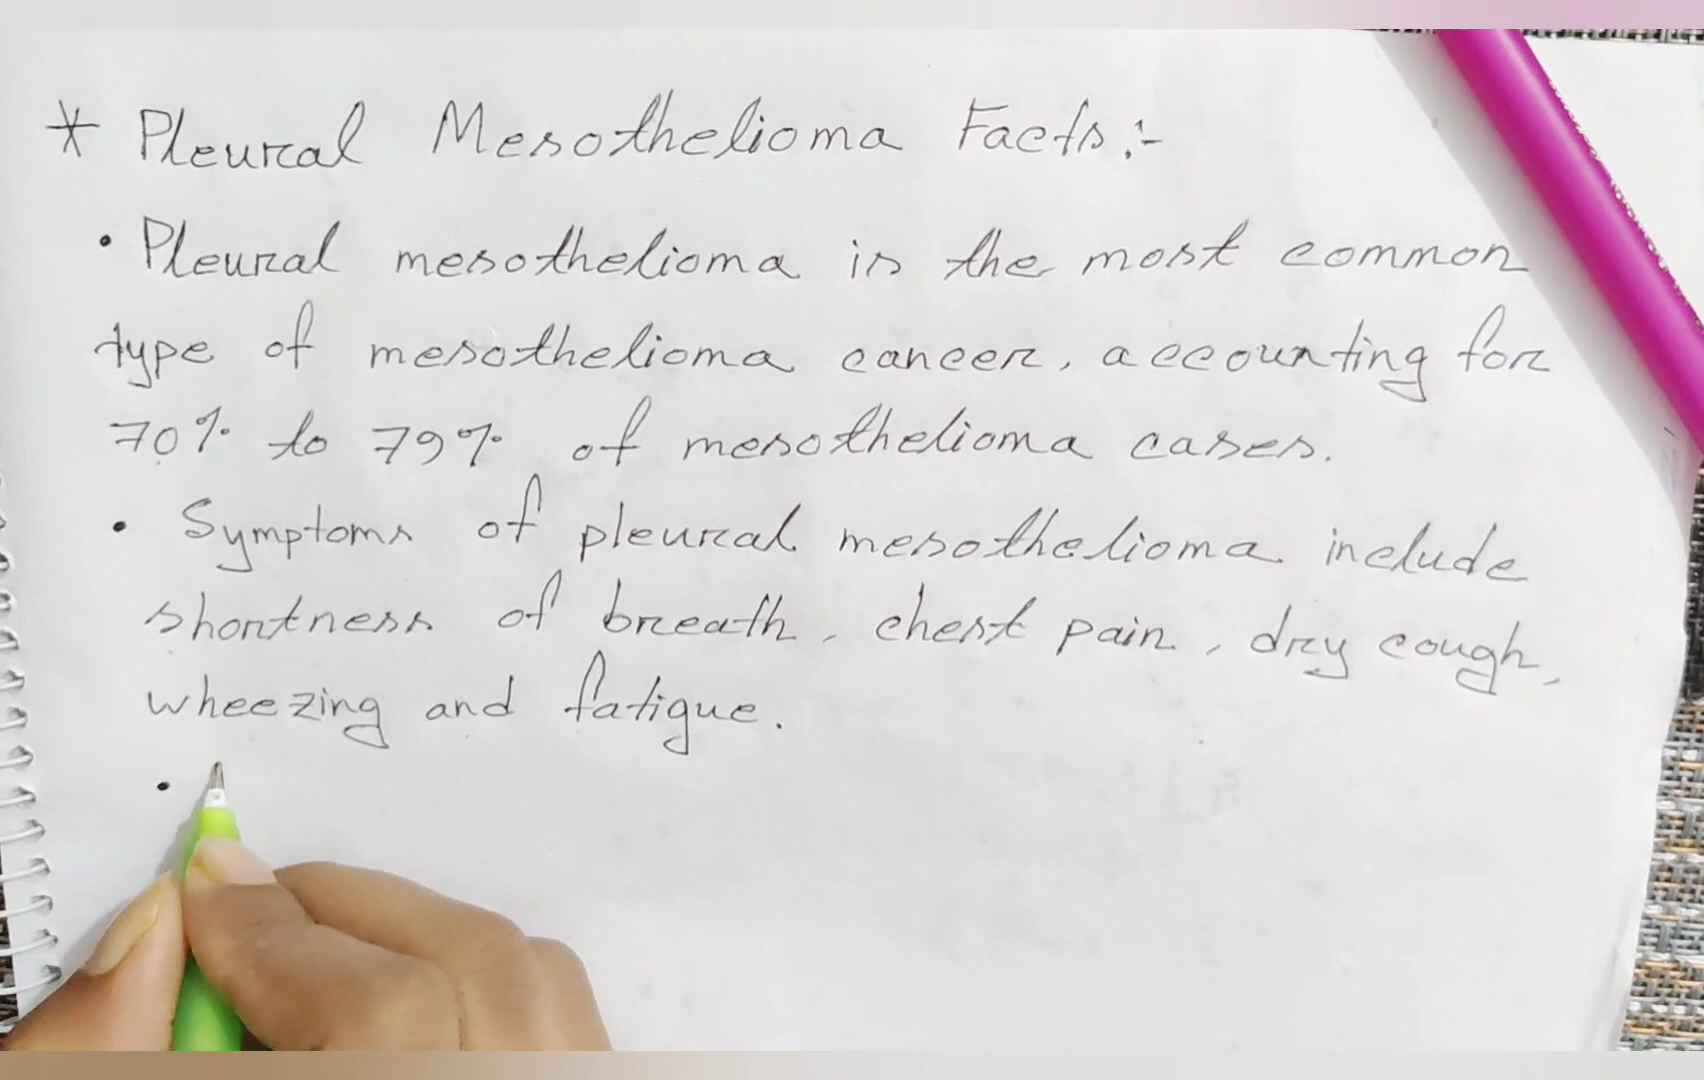 * Pleural Mesothelioma Facts:-
• Pleural mesothelioma is the most common
type of mesothelioma cancer, accounting for
70% to 79% of mesothelioma cases.
• Symptoms of pleural mesothelioma include
shortness of breath, chest pain, dry cough,
wheezing and fatigue.
•